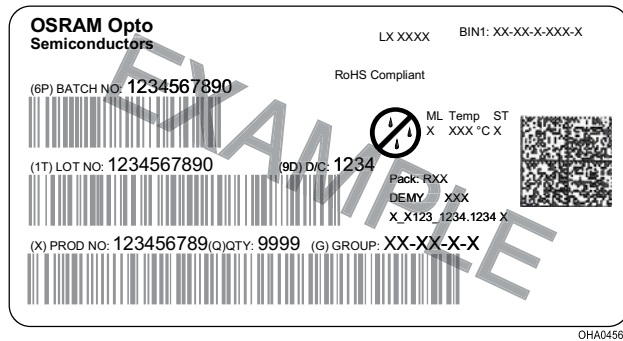 OSRAM Opto
Semiconductors
LX XXXX
BIN1: XX-XX-X-XXX-X
RoHS Compliant
(6P) BATCH NO: 1234567890
ML Temp ST
X XXX °C X
(1T) LOT NO: 1234567890 (9D) D/C: 1234
Pack: RXX
DEMY XXX
X_X123_1234.1234 X
(X) PROD NO: 123456789(Q)QTY: 9999 (G) GROUP: XX-XX-X-X
EXAMPLE
OHA0456